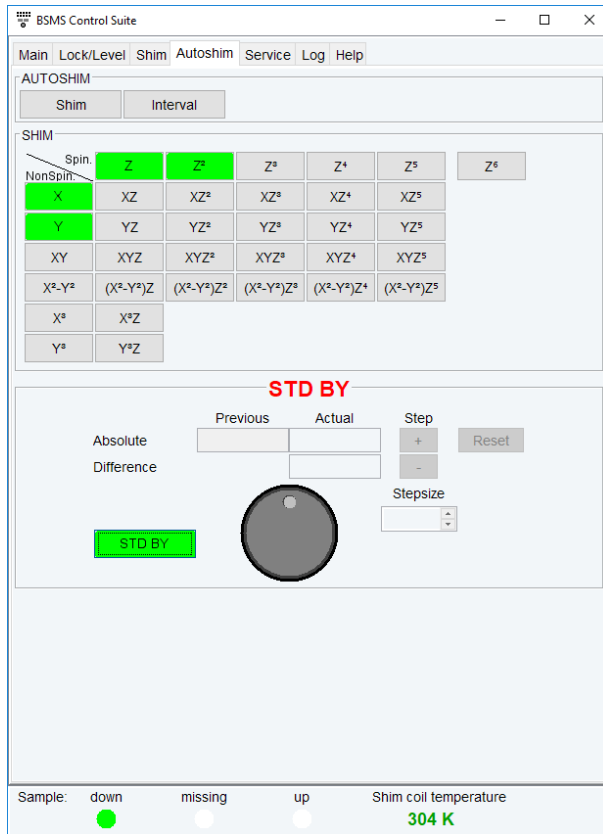 BSMS Control Suite
Main Lock/Level Shim Autoshim Service Log Help
AUTOSHIM
Shim Interval
SHIM
Spin.
NonSpin.
Z Z² Z³ Z⁴ Z⁵ Z⁶
X XZ XZ² XZ³ XZ⁴ XZ⁵
Y YZ YZ² YZ³ YZ⁴ YZ⁵
XY XYZ XYZ² XYZ³ XYZ⁴ XYZ⁵
X²-Y² (X²-Y²)Z (X²-Y²)Z² (X²-Y²)Z³ (X²-Y²)Z⁴ (X²-Y²)Z⁵
X³ X³Z
Y³ Y³Z
STD BY
Previous Actual Step
Absolute + Reset
Difference -
Stepsize
STD BY
Sample: down missing up Shim coil temperature
304 K